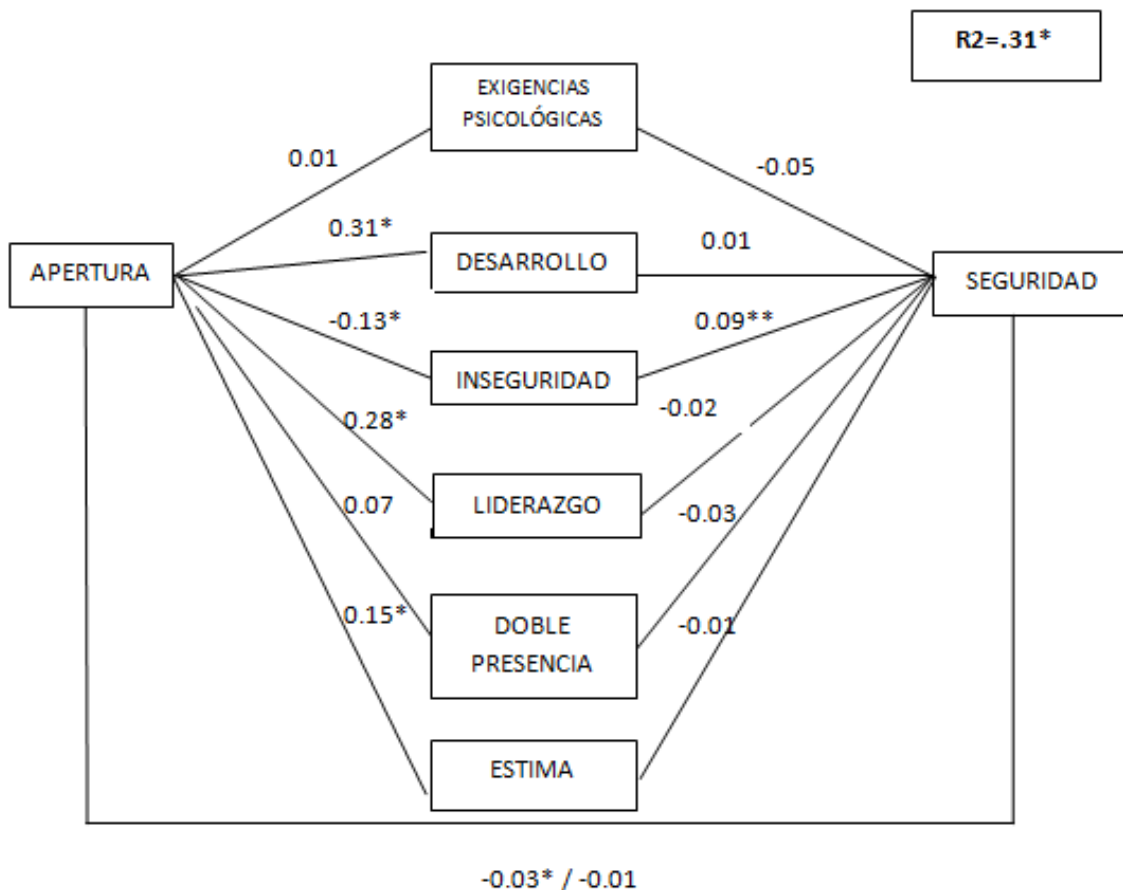 R2=.31*
EXIGENCIAS
PSICOLÓGICAS
0.01
-0.05
0.31*
DESARROLLO
0.01
APERTURA
SEGURIDAD
-0.13*
INSEGURIDAD
0.09**
0.28*
-0.02
LIDERAZGO
0.07
-0.03
0.15*
DOBLE
PRESENCIA
-0.01
ESTIMA
-0.03* / -0.01